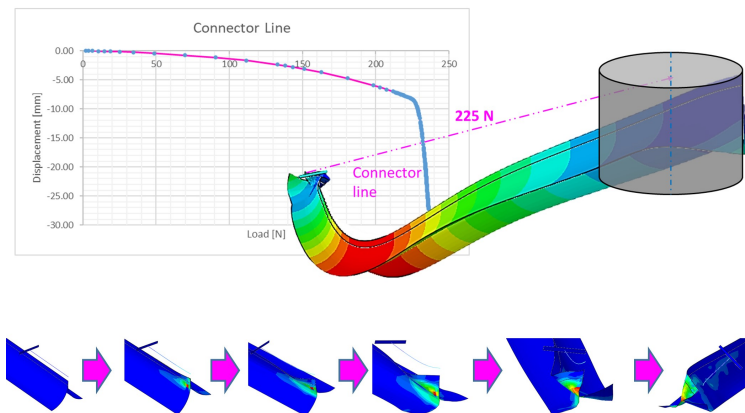 Connector Line
0.00
-5.00
-10.00
-15.00
-20.00
-25.00
-30.00
0
50
100
150
200
250
Displacement [mm]
Load [N]
225 N
Connector
line